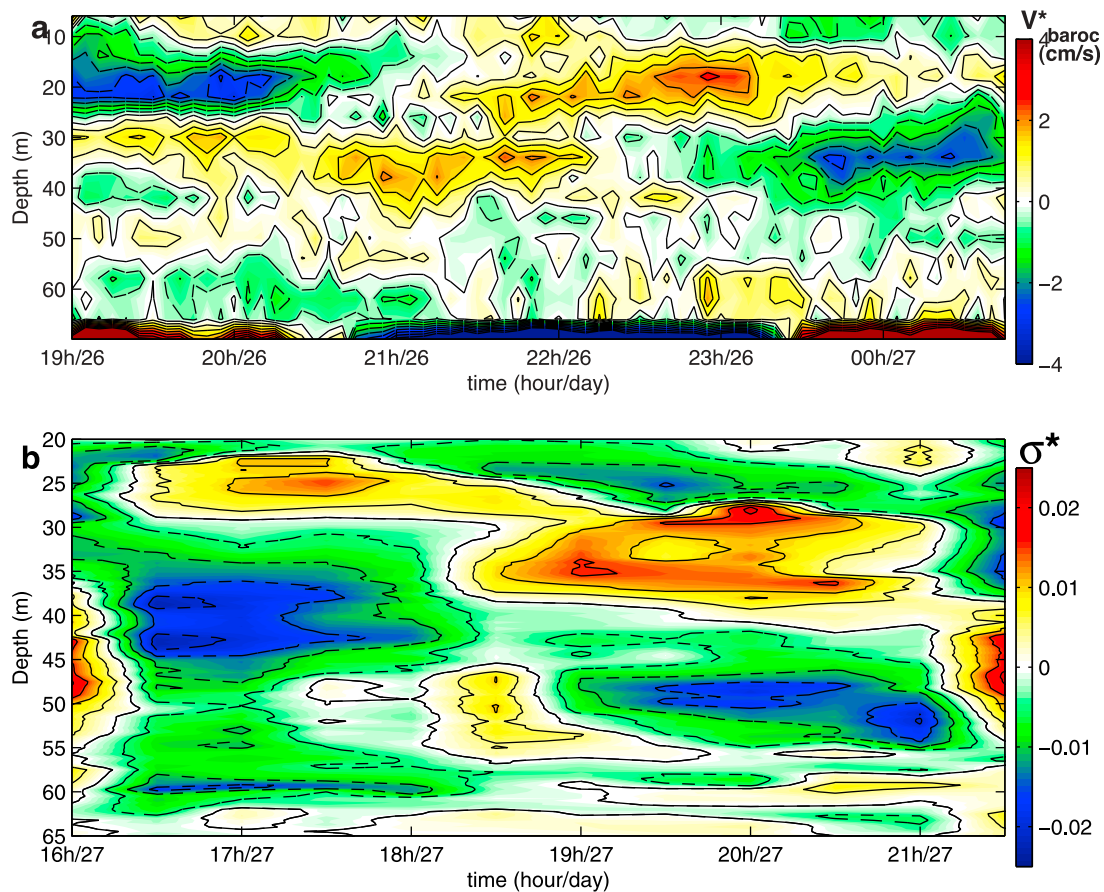 a
V*
baroc
(cm/s)
10
20
30
40
50
60
Depth (m)
4
2
0
−2
−4
19h/26 20h/26 21h/26 22h/26 23h/26 00h/27
time (hour/day)
b
σ*
20
25
30
35
40
45
50
55
60
65
Depth (m)
0.02
0.01
0
−0.01
−0.02
16h/27 17h/27 18h/27 19h/27 20h/27 21h/27
time (hour/day)